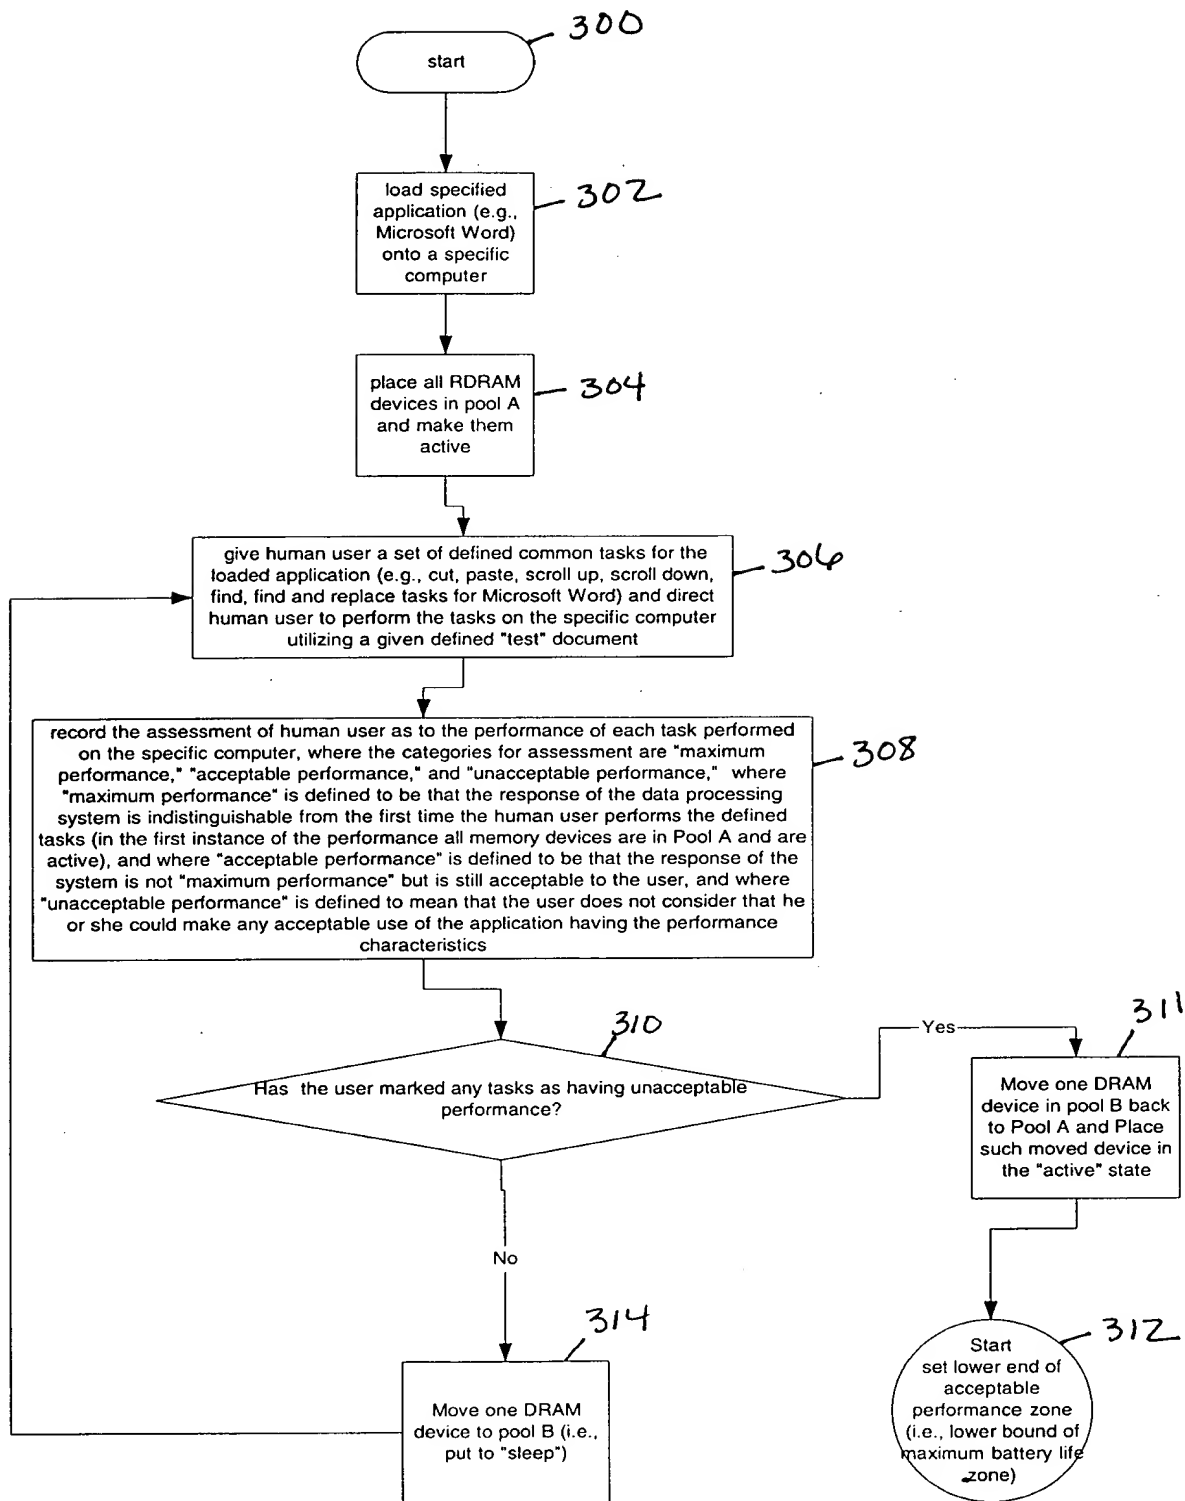 300
start
302
load specified
application (e.g.,
Microsoft Word)
onto a specific
computer
304
place all RDRAM
devices in pool A
and make them
active
306
give human user a set of defined common tasks for the
loaded application (e.g., cut, paste, scroll up, scroll down,
find, find and replace tasks for Microsoft Word) and direct
human user to perform the tasks on the specific computer
utilizing a given defined "test" document
308
record the assessment of human user as to the performance of each task performed
on the specific computer, where the categories for assessment are "maximum
performance," "acceptable performance," and "unacceptable performance," where
"maximum performance" is defined to be that the response of the data processing
system is indistinguishable from the first time the human user performs the defined
tasks (in the first instance of the performance all memory devices are in Pool A and are
active), and where "acceptable performance" is defined to be that the response of the
system is not "maximum performance" but is still acceptable to the user, and where
"unacceptable performance" is defined to mean that the user does not consider that he
or she could make any acceptable use of the application having the performance
characteristics
310
Has the user marked any tasks as having unacceptable
performance?
Yes
311
Move one DRAM
device in pool B back
to Pool A and Place
such moved device in
the "active" state
No
314
Move one DRAM
device to pool B (i.e.,
put to "sleep")
312
Start
set lower end of
acceptable
performance zone
(i.e., lower bound of
maximum battery life
zone)